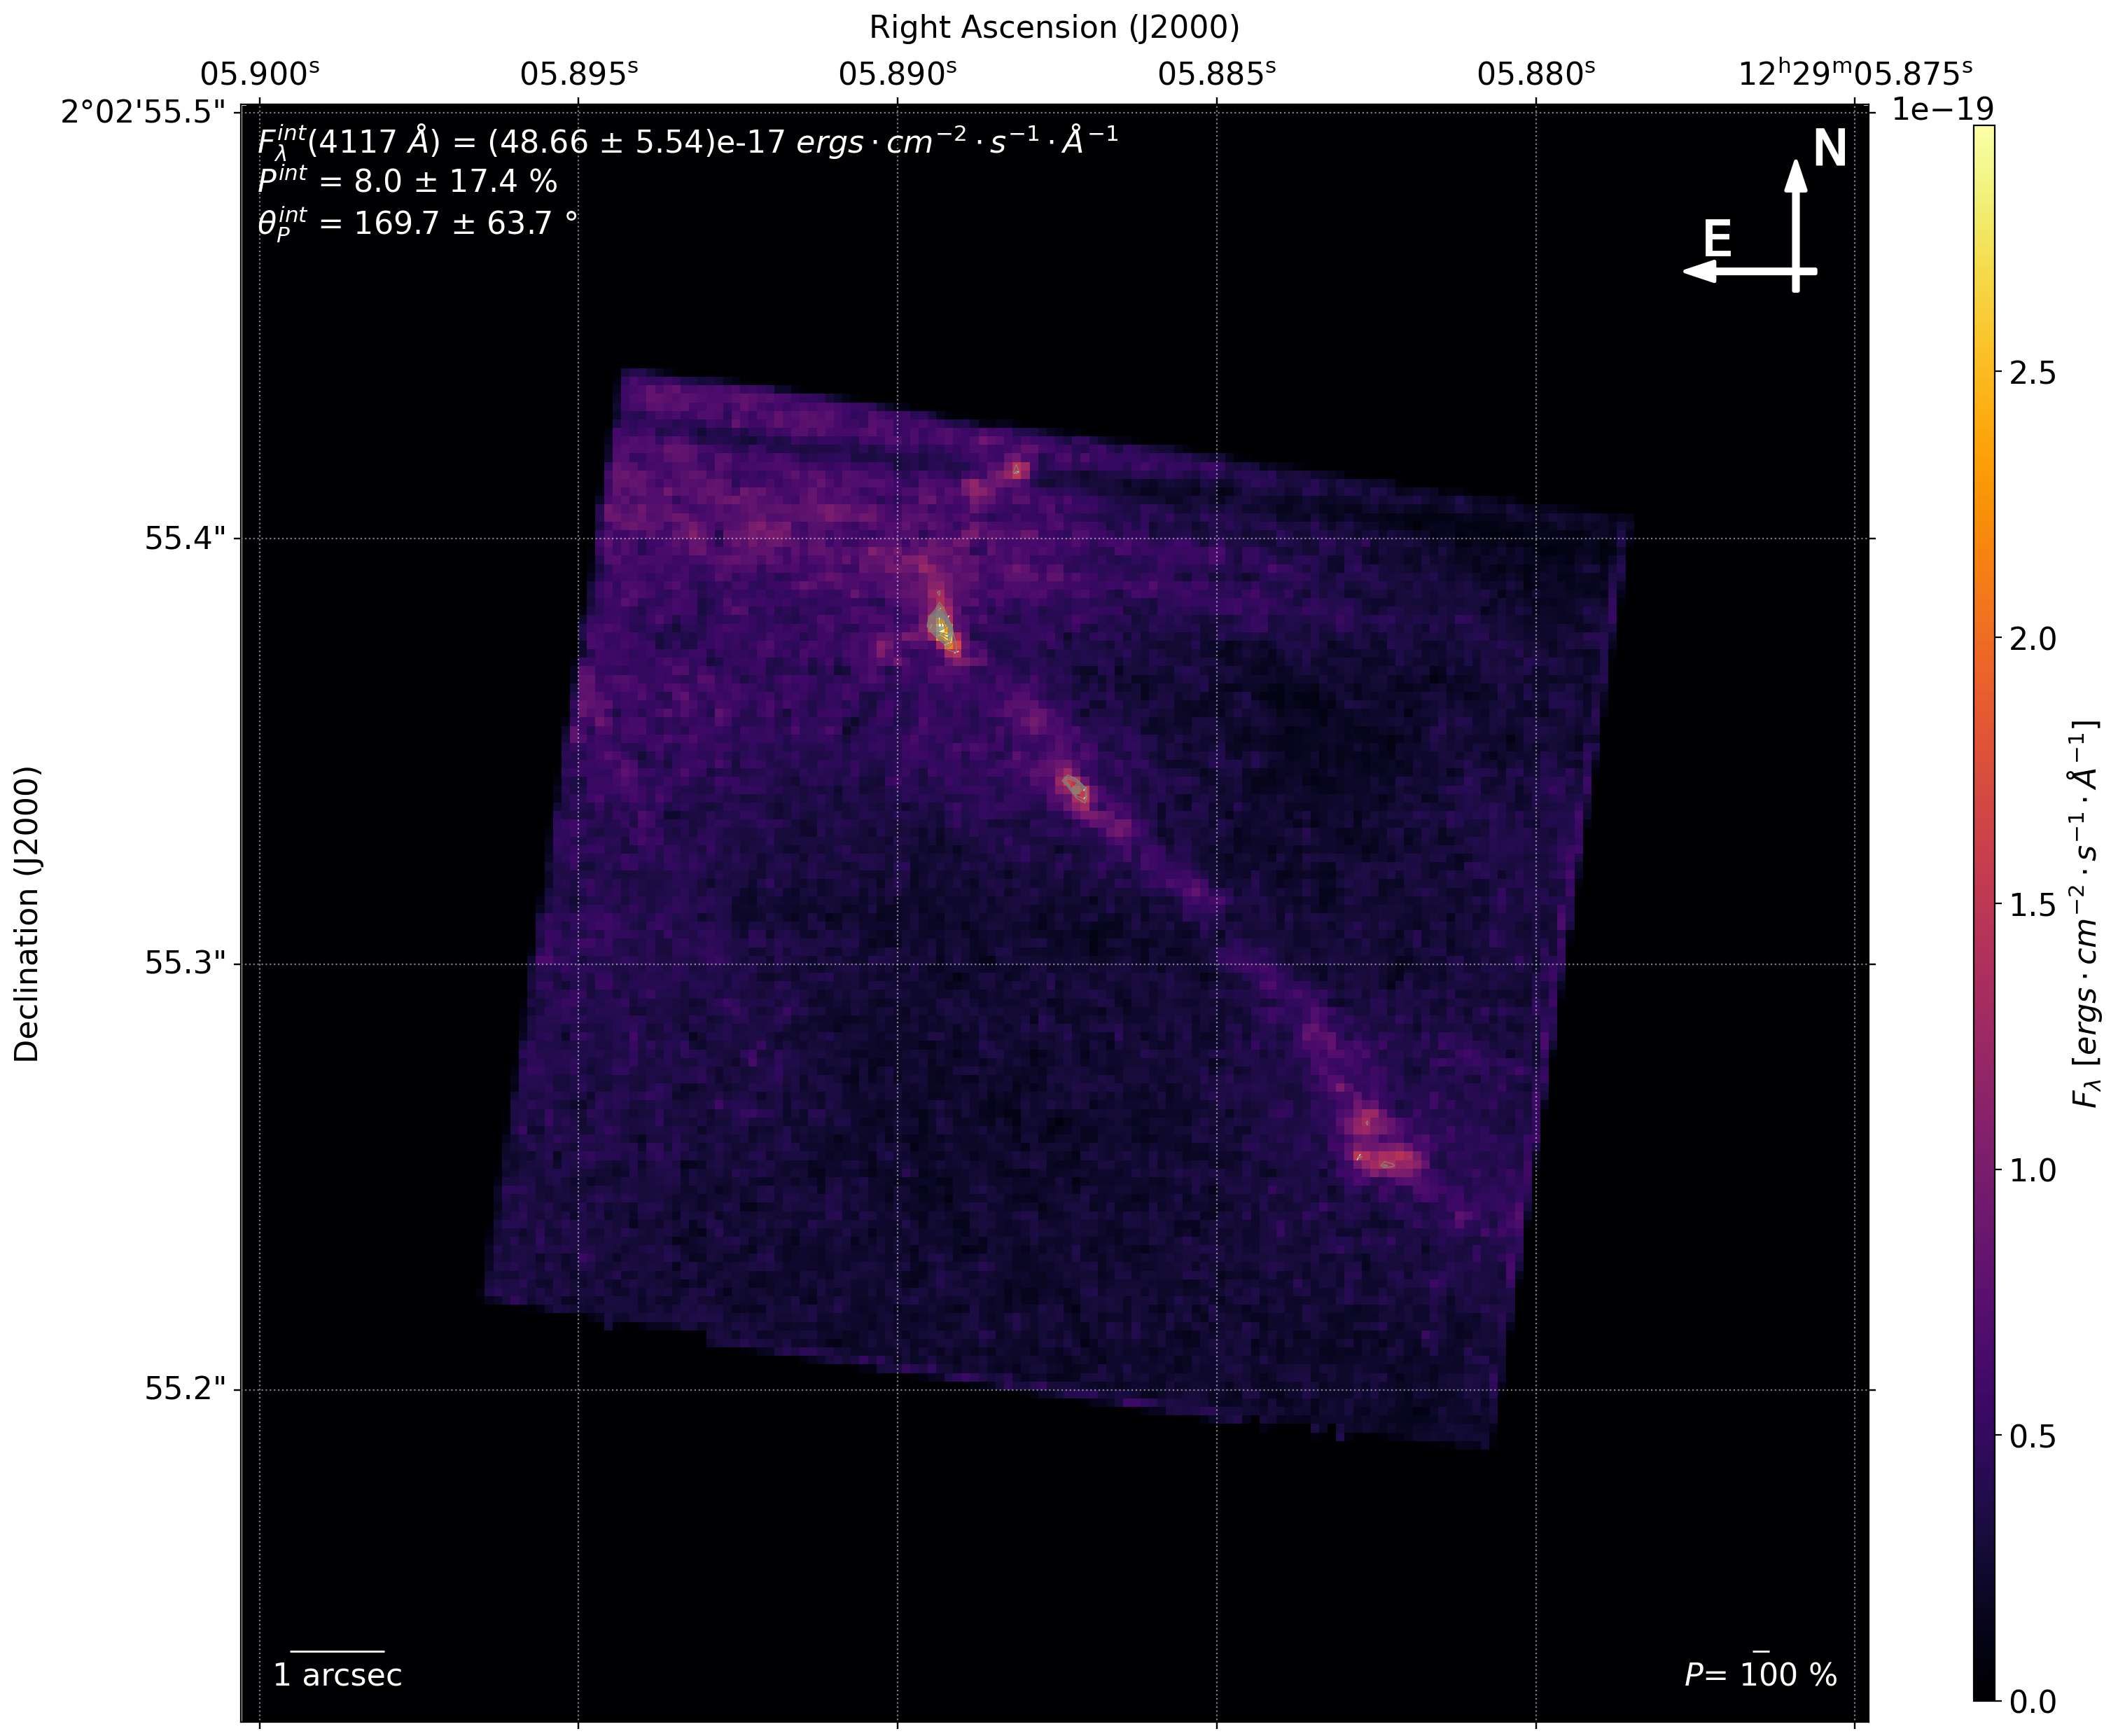 Right Ascension (J2000)
05.900ˢ 05.895ˢ 05.890ˢ 05.885ˢ 05.880ˢ 12ʰ29ᵐ05.875ˢ
2°02'55.5"
1e−19
F_λ^int(4117 Å) = (48.66 ± 5.54)e-17 ergs · cm⁻² · s⁻¹ · Å⁻¹
P^int = 8.0 ± 17.4 %
θ_P^int = 169.7 ± 63.7 °
N
E
2.5
55.4"
2.0
Declination (J2000)
F_λ [ergs · cm⁻² · s⁻¹ · Å⁻¹]
1.5
55.3"
1.0
55.2"
0.5
1 arcsec
P= 100 %
0.0